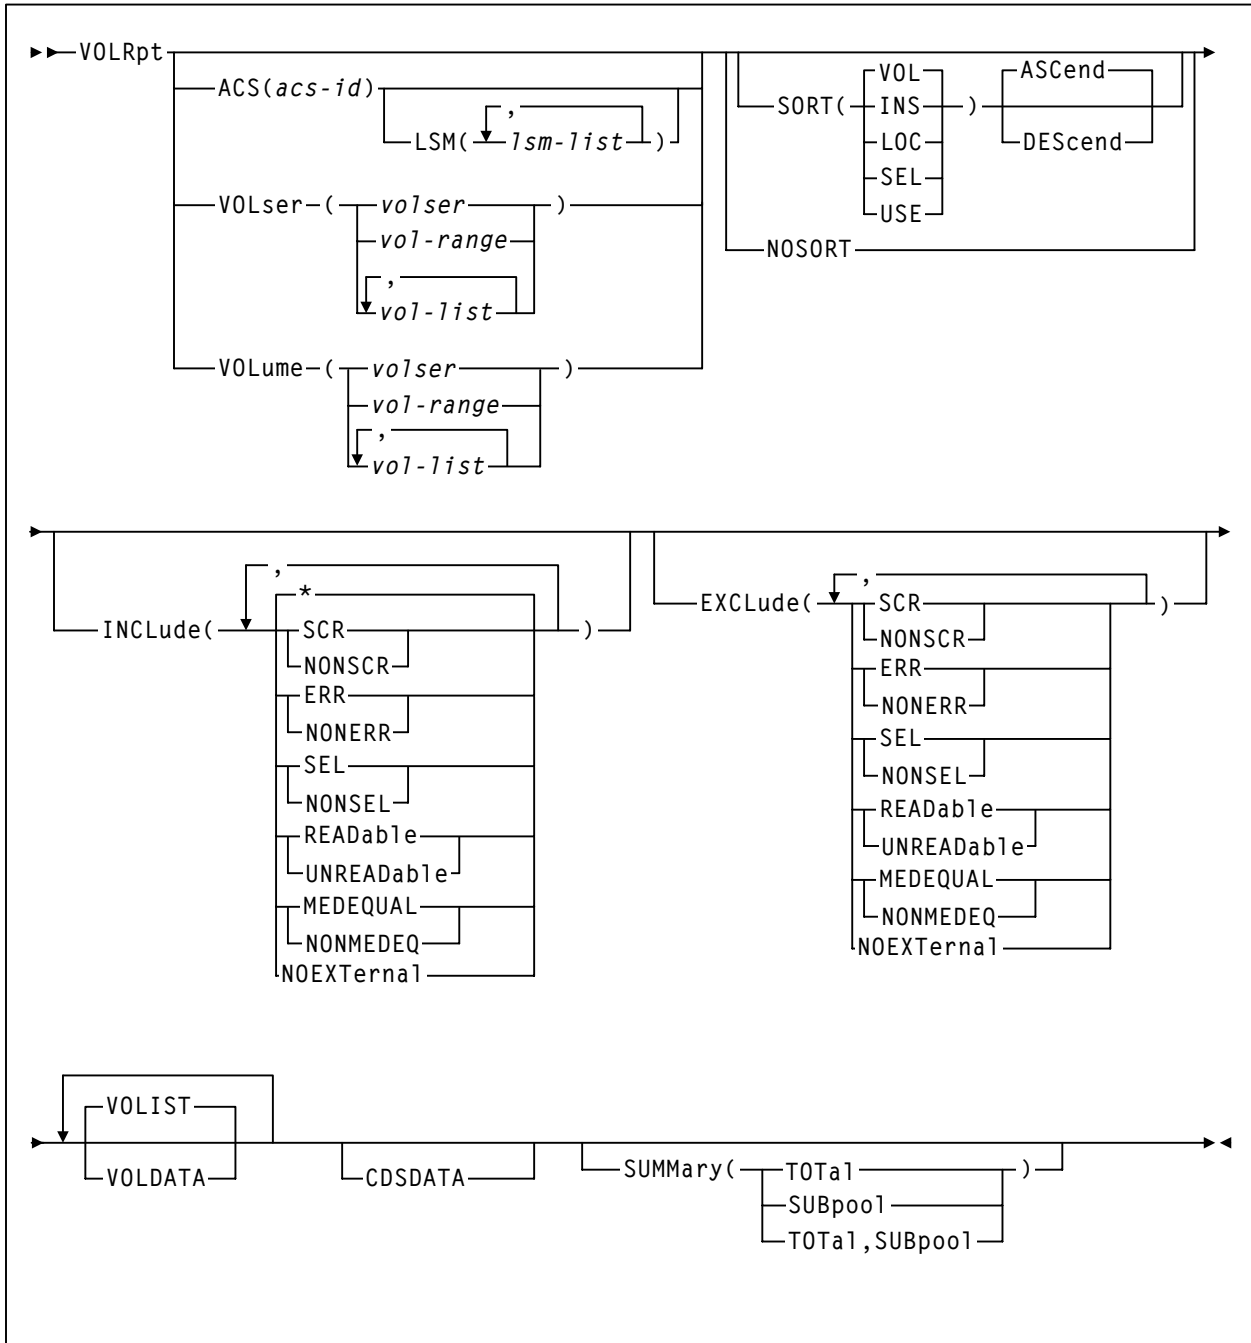 VOLRpt
ACS(acs-id)
,
LSM( lsm-list )
VOLser ( volser )
vol-range
,
vol-list
VOLume ( volser )
vol-range
,
vol-list
VOL
SORT( INS )
LOC
SEL
USE
ASCend
DEScend
NOSORT
,
*
INCLude( SCR )
NONSCR
ERR
NONERR
SEL
NONSEL
READable
UNREADable
MEDEQUAL
NONMEDEQ
NOEXTernal
,
EXCLude( SCR )
NONSCR
ERR
NONERR
SEL
NONSEL
READable
UNREADable
MEDEQUAL
NONMEDEQ
NOEXTernal
VOLIST
VOLDATA
CDSDATA
SUMMary( TOTal )
SUBpool
TOTal,SUBpool